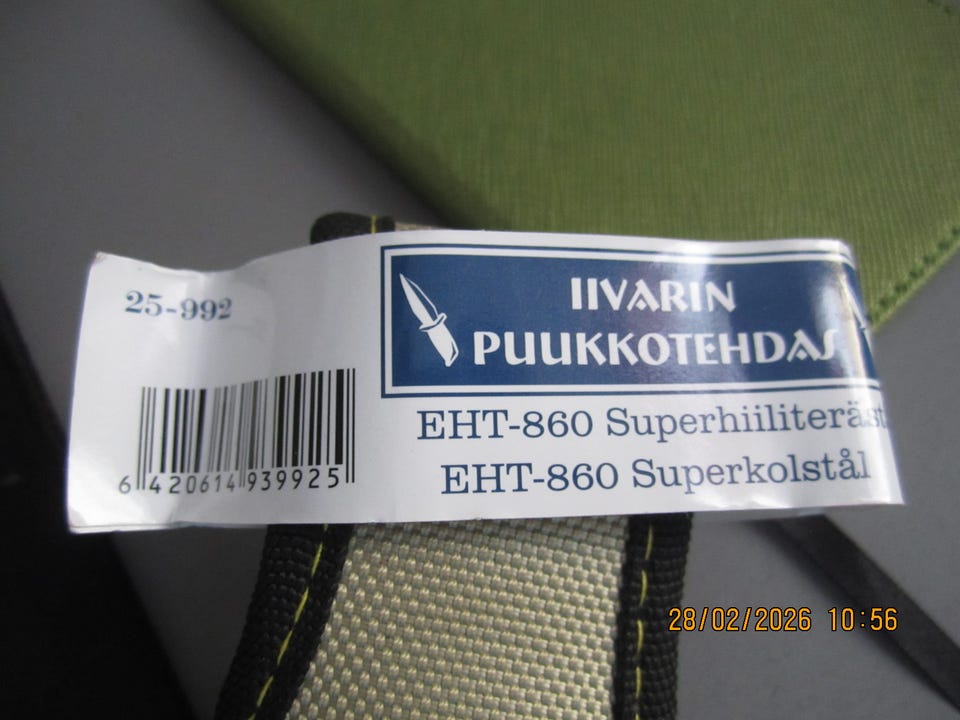 25-992
6 420614 939925
IIVARIN
PUUKKOTEHDAS
EHT-860 Superhiiliteräst
EHT-860 Superkolstål
28/02/2026 10:56